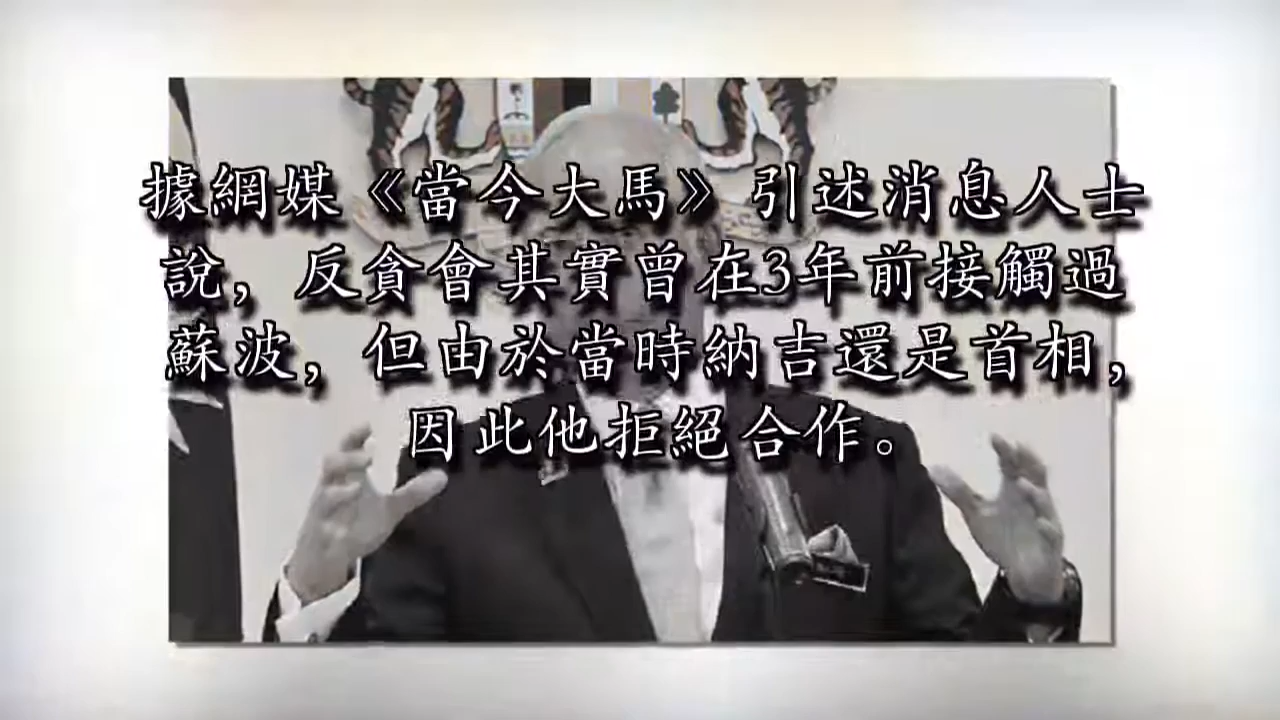 據網媒《當今大馬》引述消息人士
說，反貪會其實曾在3年前接觸過
蘇波，但由於當時納吉還是首相，
因此他拒絕合作。